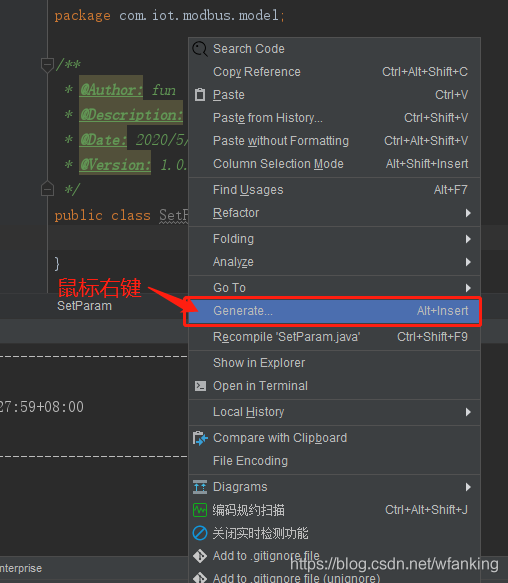 package com.iot.modbus.model;
/**
* @Author: fun
* @Description:
* @Date: 2020/5/
* @Version: 1.0.
*/
public class SetP
}
鼠标右键
SetParam
27:59+08:00
nterprise
Search Code
Copy Reference Ctrl+Alt+Shift+C
Paste Ctrl+V
Paste from History... Ctrl+Shift+V
Paste without Formatting Ctrl+Alt+Shift+V
Column Selection Mode Alt+Shift+Insert
Find Usages Alt+F7
Refactor
Folding
Analyze
Go To
Generate... Alt+Insert
Recompile 'SetParam.java' Ctrl+Shift+F9
Show in Explorer
Open in Terminal
Local History
Compare with Clipboard
File Encoding
Diagrams
编码规约扫描 Ctrl+Alt+Shift+J
关闭实时检测功能
Add to .gitignore file
Add to .gitignore file (unignore)
https://blog.csdn.net/wfanking